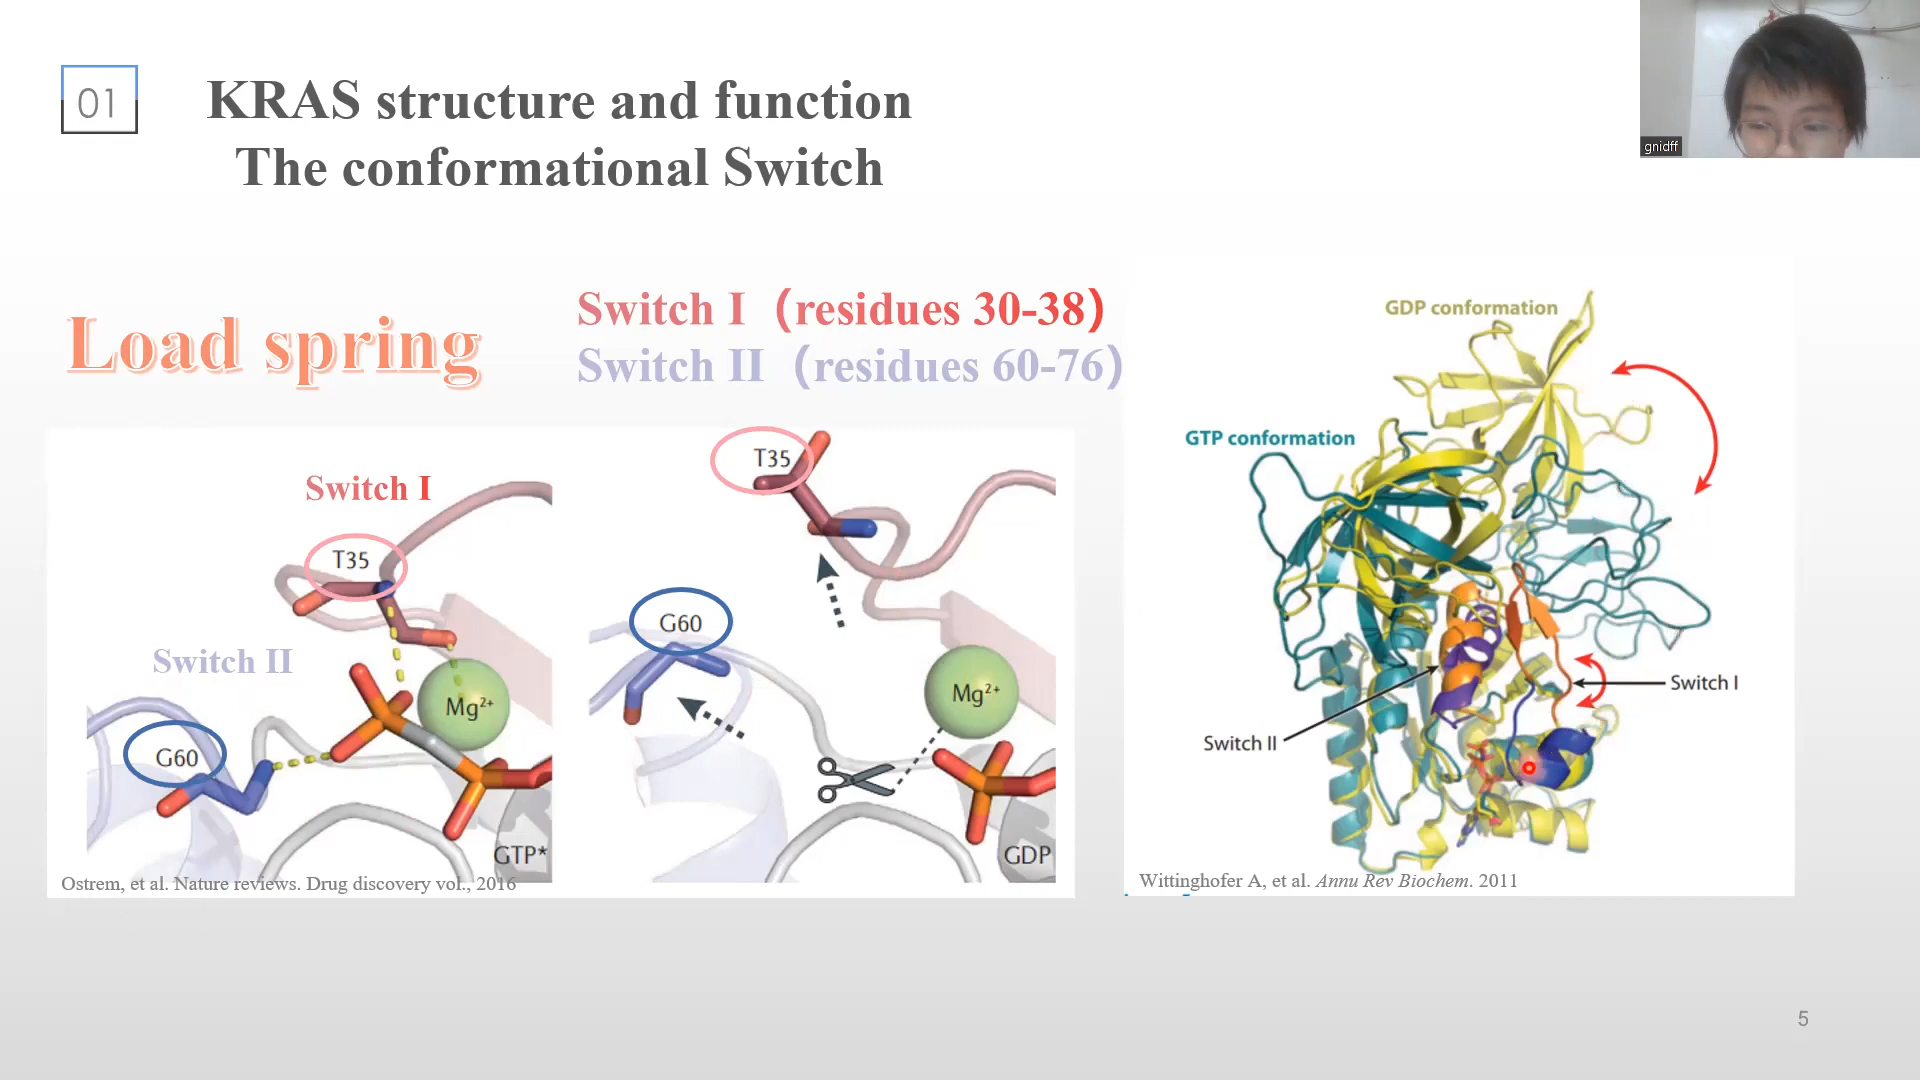 gnidff
01
KRAS structure and function
The conformational Switch
Load spring
Switch I（residues 30-38）
Switch II（residues 60-76）
Switch I
T35
Switch II
G60
Mg²⁺
GTP*
Ostrem, et al. Nature reviews. Drug discovery vol., 2016
T35
G60
Mg²⁺
GDP
GDP conformation
GTP conformation
Switch I
Switch II
Wittinghofer A, et al. Annu Rev Biochem. 2011
5